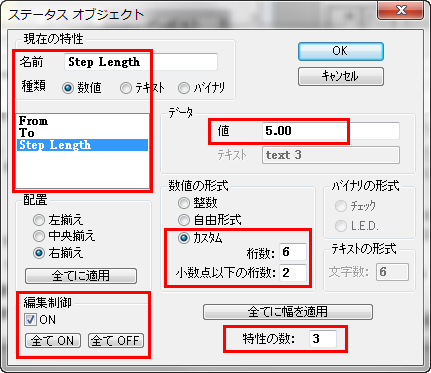 ステータス オブジェクト
現在の特性
名前 Step Length
種類 数値 テキスト バイナリ
OK
キャンセル
From
To
Step Length
データ
値 5.00
テキスト text 3
配置
左揃え
中央揃え
右揃え
全てに適用
数値の形式
整数
自由形式
カスタム
桁数: 6
小数点以下の桁数: 2
バイナリの形式
チェック
L.E.D.
テキストの形式
文字数: 6
編集制御
ON
全て ON 全て OFF
全てに幅を適用
特性の数: 3